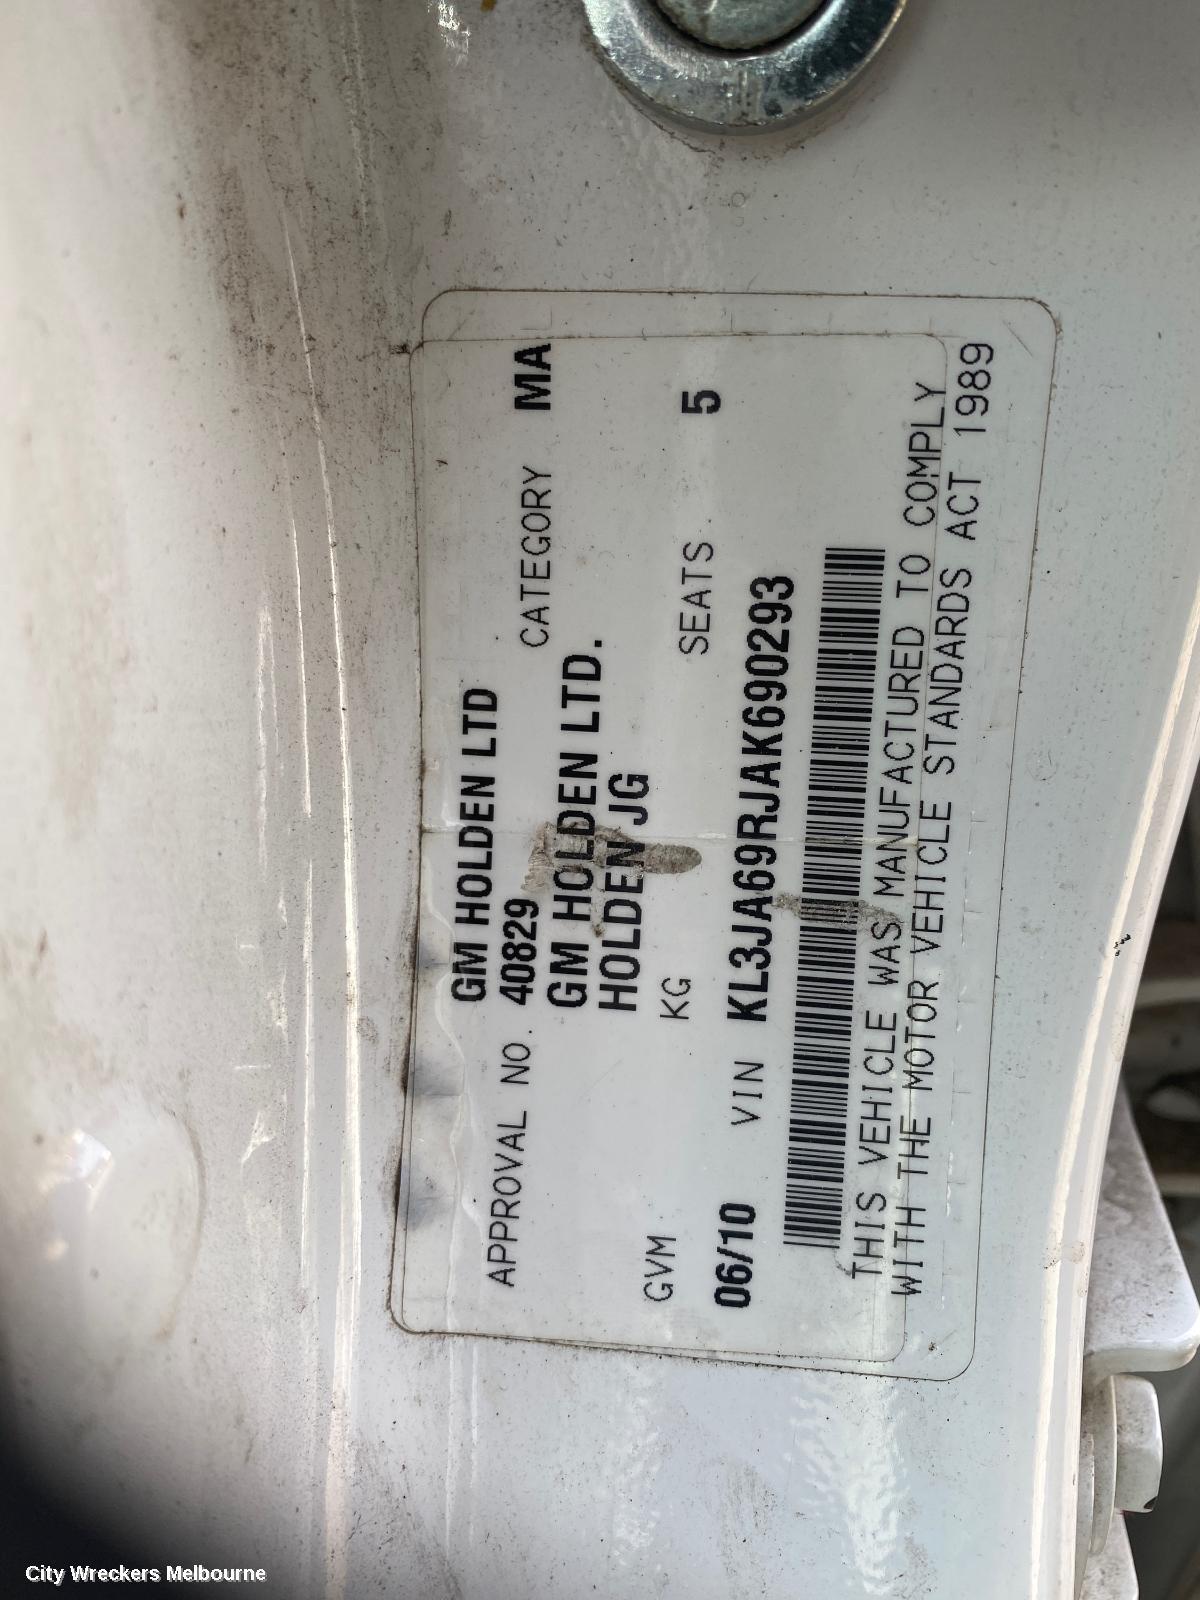 GM HOLDEN LTD
APPROVAL NO. 40829 CATEGORY MA
GM HOLDEN LTD.
HOLDEN JG
GVM KG SEATS 5
06/10 VIN KL3JA69RJAK690293
THIS VEHICLE WAS MANUFACTURED TO COMPLY
WITH THE MOTOR VEHICLE STANDARDS ACT 1989
City Wreckers Melbourne